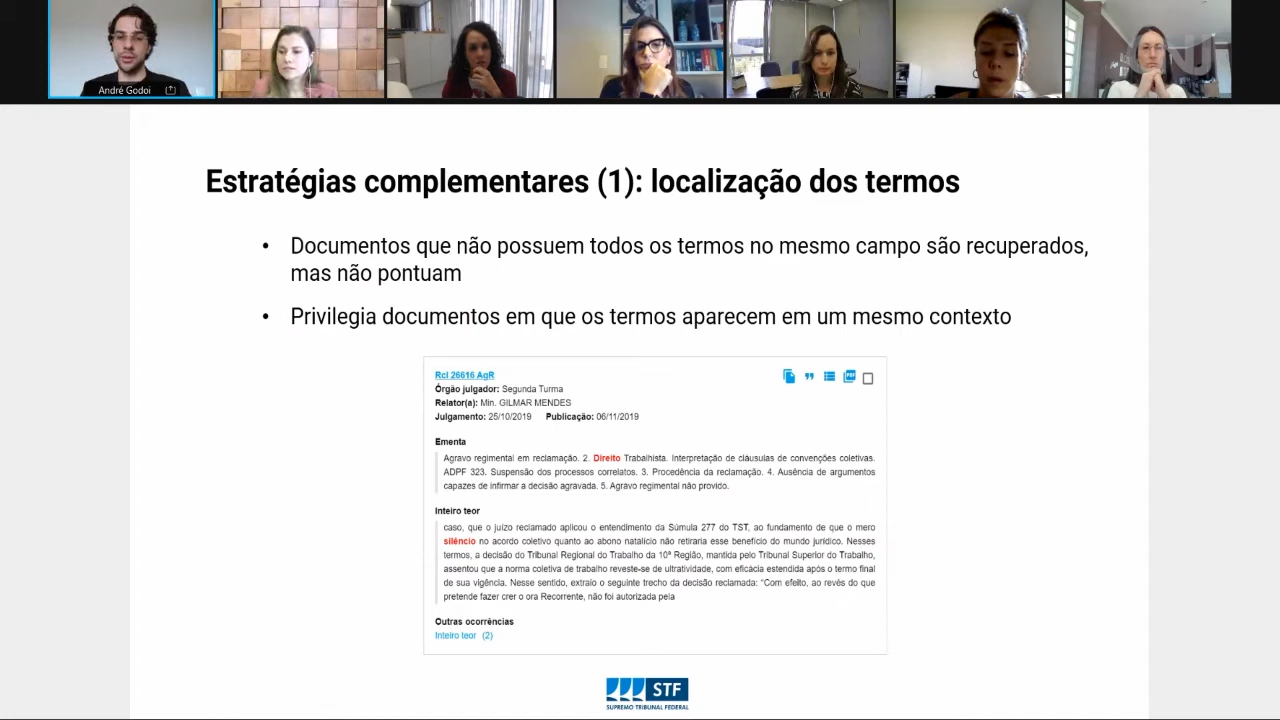 André Godoi
Estratégias complementares (1): localização dos termos
• Documentos que não possuem todos os termos no mesmo campo são recuperados,
mas não pontuam
• Privilegia documentos em que os termos aparecem em um mesmo contexto
Rcl 26616 AgR
Órgão julgador: Segunda Turma
Relator(a): Min. GILMAR MENDES
Julgamento: 25/10/2019 Publicação: 06/11/2019
Ementa
Agravo regimental em reclamação. 2. Direito Trabalhista. Interpretação de cláusulas de convenções coletivas.
ADPF 323. Suspensão dos processos correlatos. 3. Procedência da reclamação. 4. Ausência de argumentos
capazes de infirmar a decisão agravada. 5. Agravo regimental não provido.
Inteiro teor
caso, que o juízo reclamado aplicou o entendimento da Súmula 277 do TST, ao fundamento de que o mero
silêncio no acordo coletivo quanto ao abono natalício não retiraria esse benefício do mundo jurídico. Nesses
termos, a decisão do Tribunal Regional do Trabalho da 10ª Região, mantida pelo Tribunal Superior do Trabalho,
assentou que a norma coletiva de trabalho reveste-se de ultratividade, com eficácia estendida após o termo final
de sua vigência. Nesse sentido, extraio o seguinte trecho da decisão reclamada: “Com efeito, ao revés do que
pretende fazer crer o ora Recorrente, não foi autorizada pela
Outras ocorrências
Inteiro teor (2)
STF
SUPREMO TRIBUNAL FEDERAL